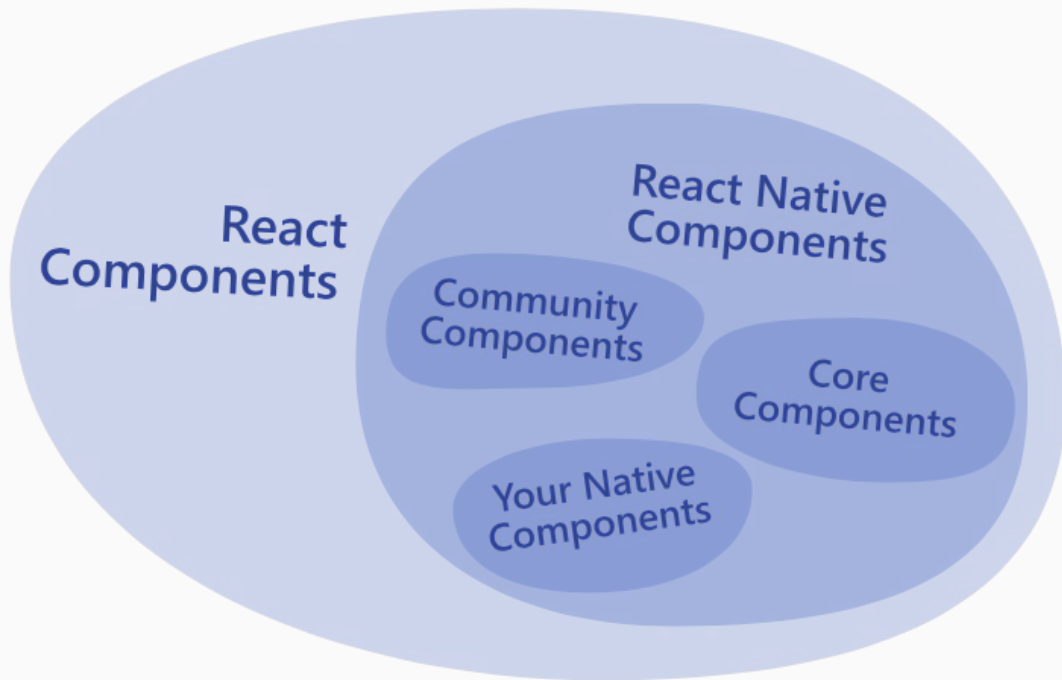 React
Components
React Native
Components
Community
Components
Core
Components
Your Native
Components